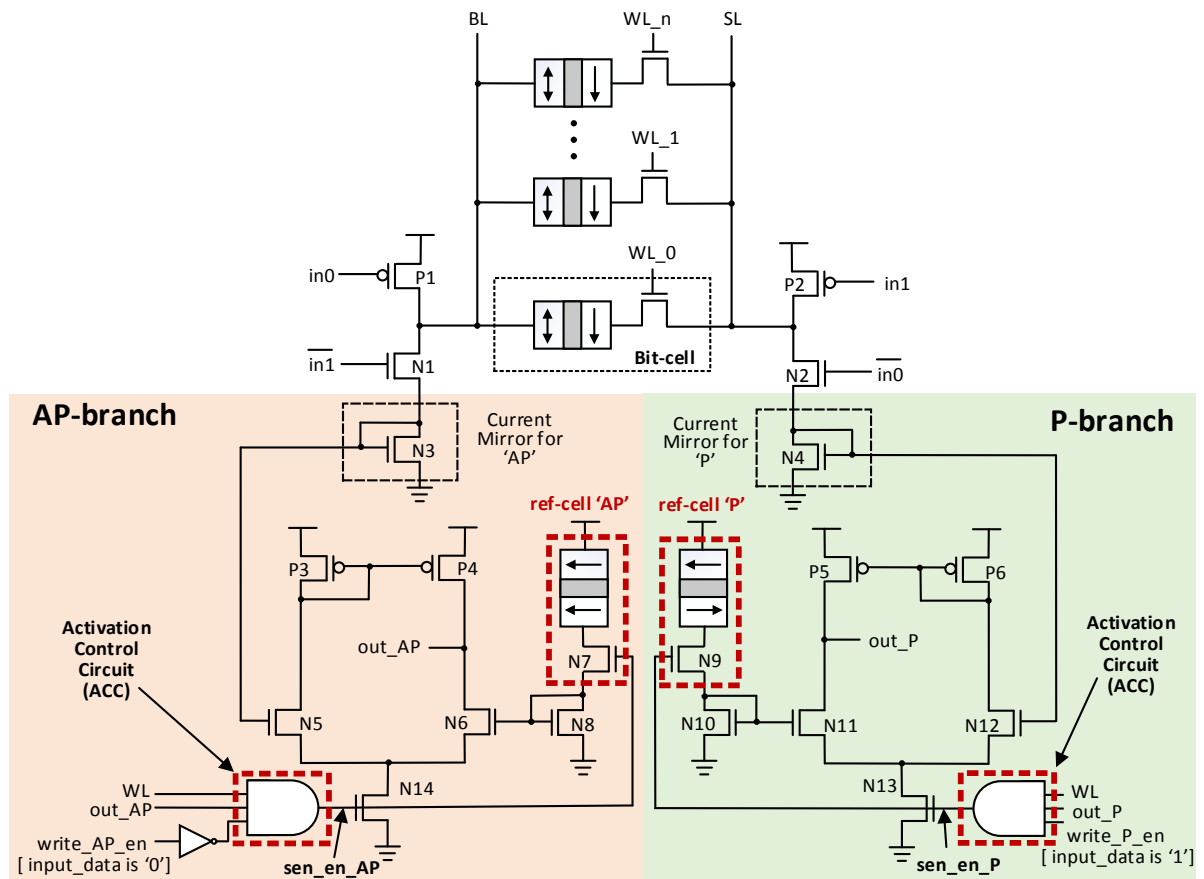 BL
WL_n
SL
WL_1
WL_0
in0
P1
P2
in1
Bit-cell
in1
N1
N2
in0
AP-branch
P-branch
Current
Mirror for
'AP'
N3
Current
Mirror for
'P'
N4
ref-cell 'AP'
ref-cell 'P'
P3
P4
P5
P6
Activation
Control
Circuit
(ACC)
out_AP
N7
N9
out_P
Activation
Control
Circuit
(ACC)
N5
N6
N8
N10
N11
N12
WL
out_AP
write_AP_en
[ input_data is '0']
N14
sen_en_AP
N13
sen_en_P
WL
out_P
write_P_en
[ input_data is '1']